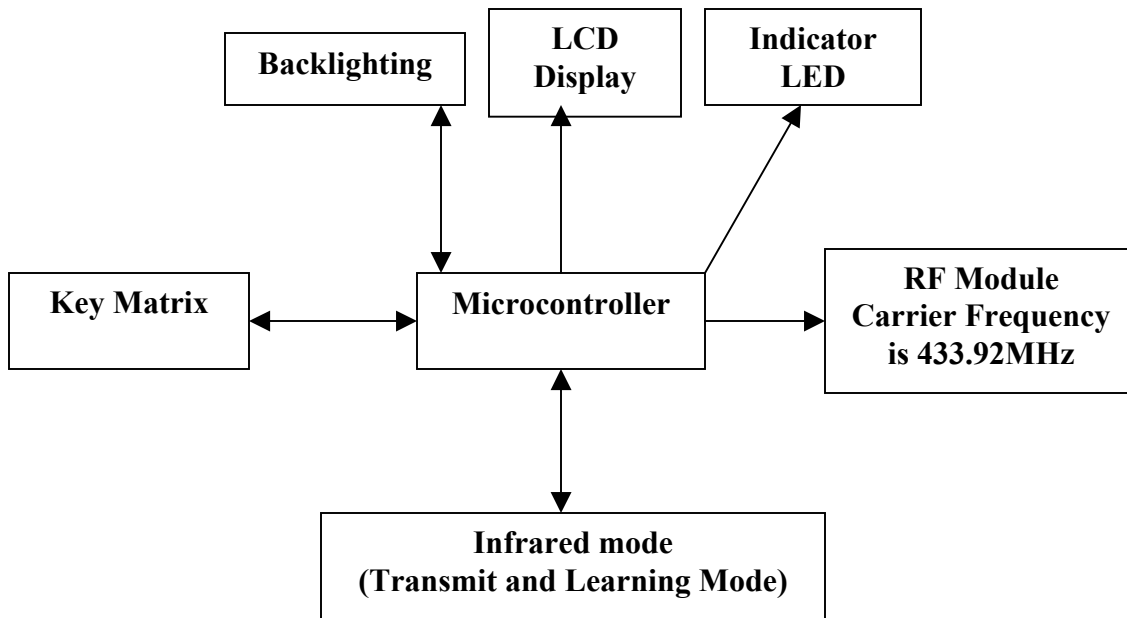 Backlighting
LCD
Display
Indicator
LED
Key Matrix
Microcontroller
RF Module
Carrier Frequency
is 433.92MHz
Infrared mode
(Transmit and Learning Mode)